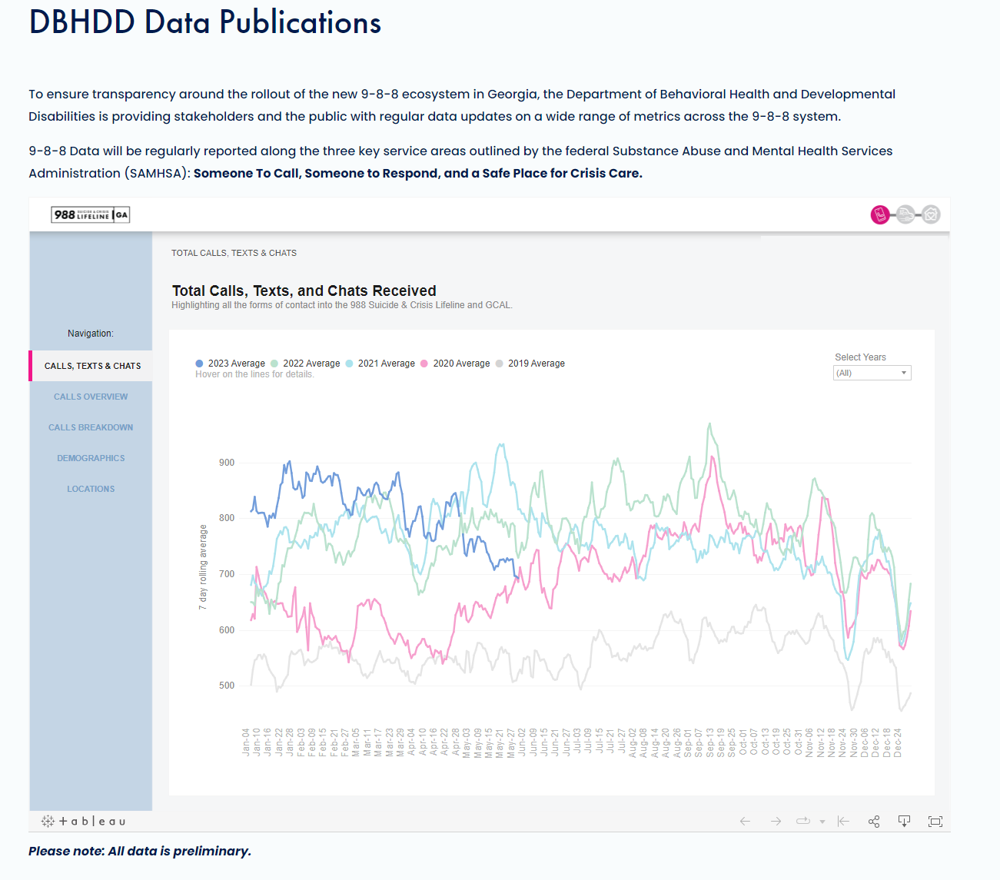 DBHDD Data Publications
To ensure transparency around the rollout of the new 9-8-8 ecosystem in Georgia, the Department of Behavioral Health and Developmental
Disabilities is providing stakeholders and the public with regular data updates on a wide range of metrics across the 9-8-8 system.
9-8-8 Data will be regularly reported along the three key service areas outlined by the federal Substance Abuse and Mental Health Services
Administration (SAMHSA): Someone To Call, Someone to Respond, and a Safe Place for Crisis Care.
988 SUICIDE & CRISIS LIFELINE GA
TOTAL CALLS, TEXTS & CHATS
Total Calls, Texts, and Chats Received
Highlighting all the forms of contact into the 988 Suicide & Crisis Lifeline and GCAL.
Navigation:
CALLS, TEXTS & CHATS
CALLS OVERVIEW
CALLS BREAKDOWN
DEMOGRAPHICS
LOCATIONS
2023 Average 2022 Average 2021 Average 2020 Average 2019 Average
Hover on the lines for details.
Select Years
(All)
7 day rolling average
900
800
700
600
500
Jan-04
Jan-10
Jan-16
Jan-22
Jan-28
Feb-03
Feb-09
Feb-15
Feb-21
Feb-27
Mar-05
Mar-11
Mar-17
Mar-23
Mar-29
Apr-04
Apr-10
Apr-16
Apr-22
Apr-28
May-03
May-09
May-15
May-21
May-27
Jun-02
Jun-09
Jun-15
Jun-21
Jun-27
Jul-03
Jul-09
Jul-15
Jul-21
Jul-27
Aug-02
Aug-08
Aug-14
Aug-20
Aug-26
Sep-01
Sep-07
Sep-13
Sep-19
Sep-25
Oct-01
Oct-07
Oct-13
Oct-19
Oct-25
Oct-31
Nov-06
Nov-12
Nov-18
Nov-24
Nov-30
Dec-06
Dec-12
Dec-18
Dec-24
+ableau
Please note: All data is preliminary.